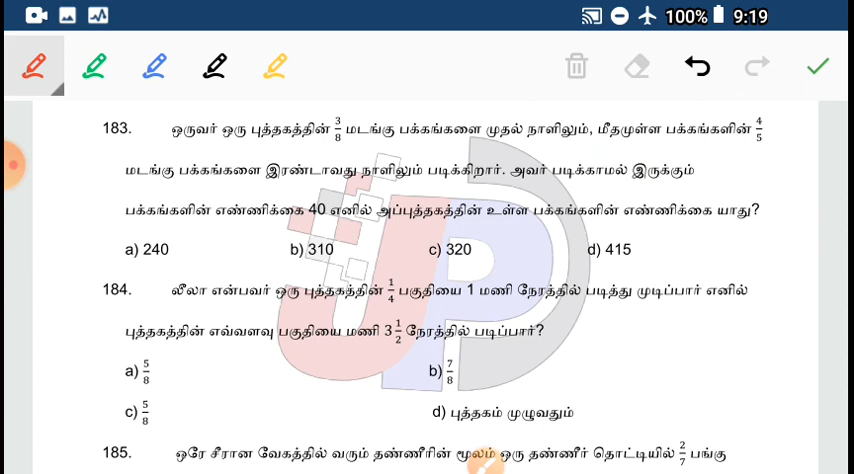 100% 9:19
183. ஒருவர் ஒரு புத்தகத்தின் 3/8 மடங்கு பக்கங்களை முதல் நாளிலும், மீதமுள்ள பக்கங்களின் 4/5
மடங்கு பக்கங்களை இரண்டாவது நாளிலும் படிக்கிறார். அவர் படிக்காமல் இருக்கும்
பக்கங்களின் எண்ணிக்கை 40 எனில் அப்புத்தகத்தின் உள்ள பக்கங்களின் எண்ணிக்கை யாது?
a) 240 b) 310 c) 320 d) 415
184. லீலா என்பவர் ஒரு புத்தகத்தின் 1/4 பகுதியை 1 மணி நேரத்தில் படித்து முடிப்பார் எனில்
புத்தகத்தின் எவ்வளவு பகுதியை மணி 3 1/2 நேரத்தில் படிப்பார்?
a) 5/8 b) 7/8
c) 5/8 d) புத்தகம் முழுவதும்
185. ஒரே சீரான வேகத்தில் வரும் தண்ணீரின் மூலம் ஒரு தண்ணீர் தொட்டியில் 2/7 பங்கு